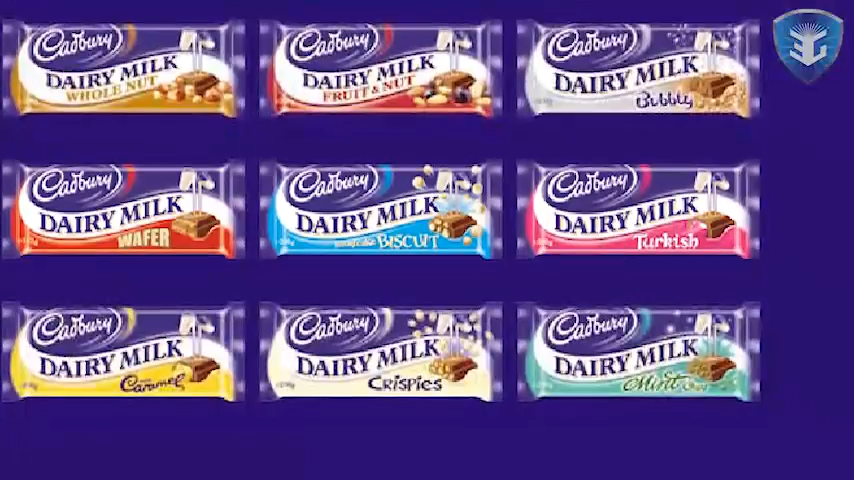 Cadbury
DAIRY MILK
WHOLE NUT
Cadbury
DAIRY MILK
FRUIT & NUT
Cadbury
DAIRY MILK
Bubbly
Cadbury
DAIRY MILK
WAFER
Cadbury
DAIRY MILK
BISCUIT
Cadbury
DAIRY MILK
Turkish
Cadbury
DAIRY MILK
Caramel
Cadbury
DAIRY MILK
CRISPIES
Cadbury
DAIRY MILK
Mint